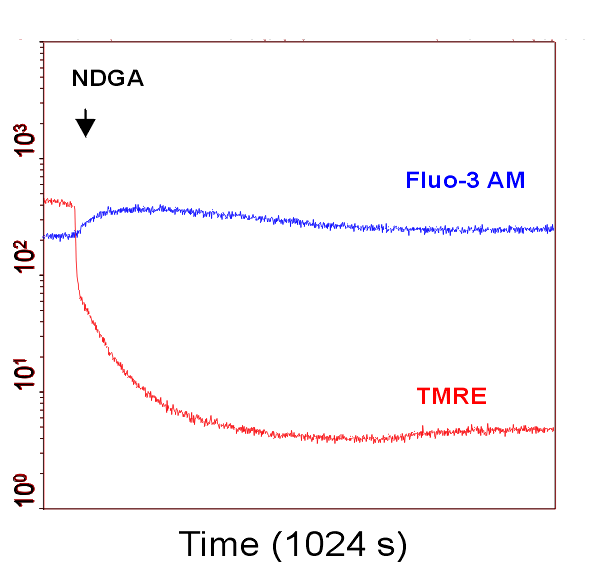 NDGA
10³
Fluo-3 AM
10²
10¹
TMRE
10⁰
Time (1024 s)